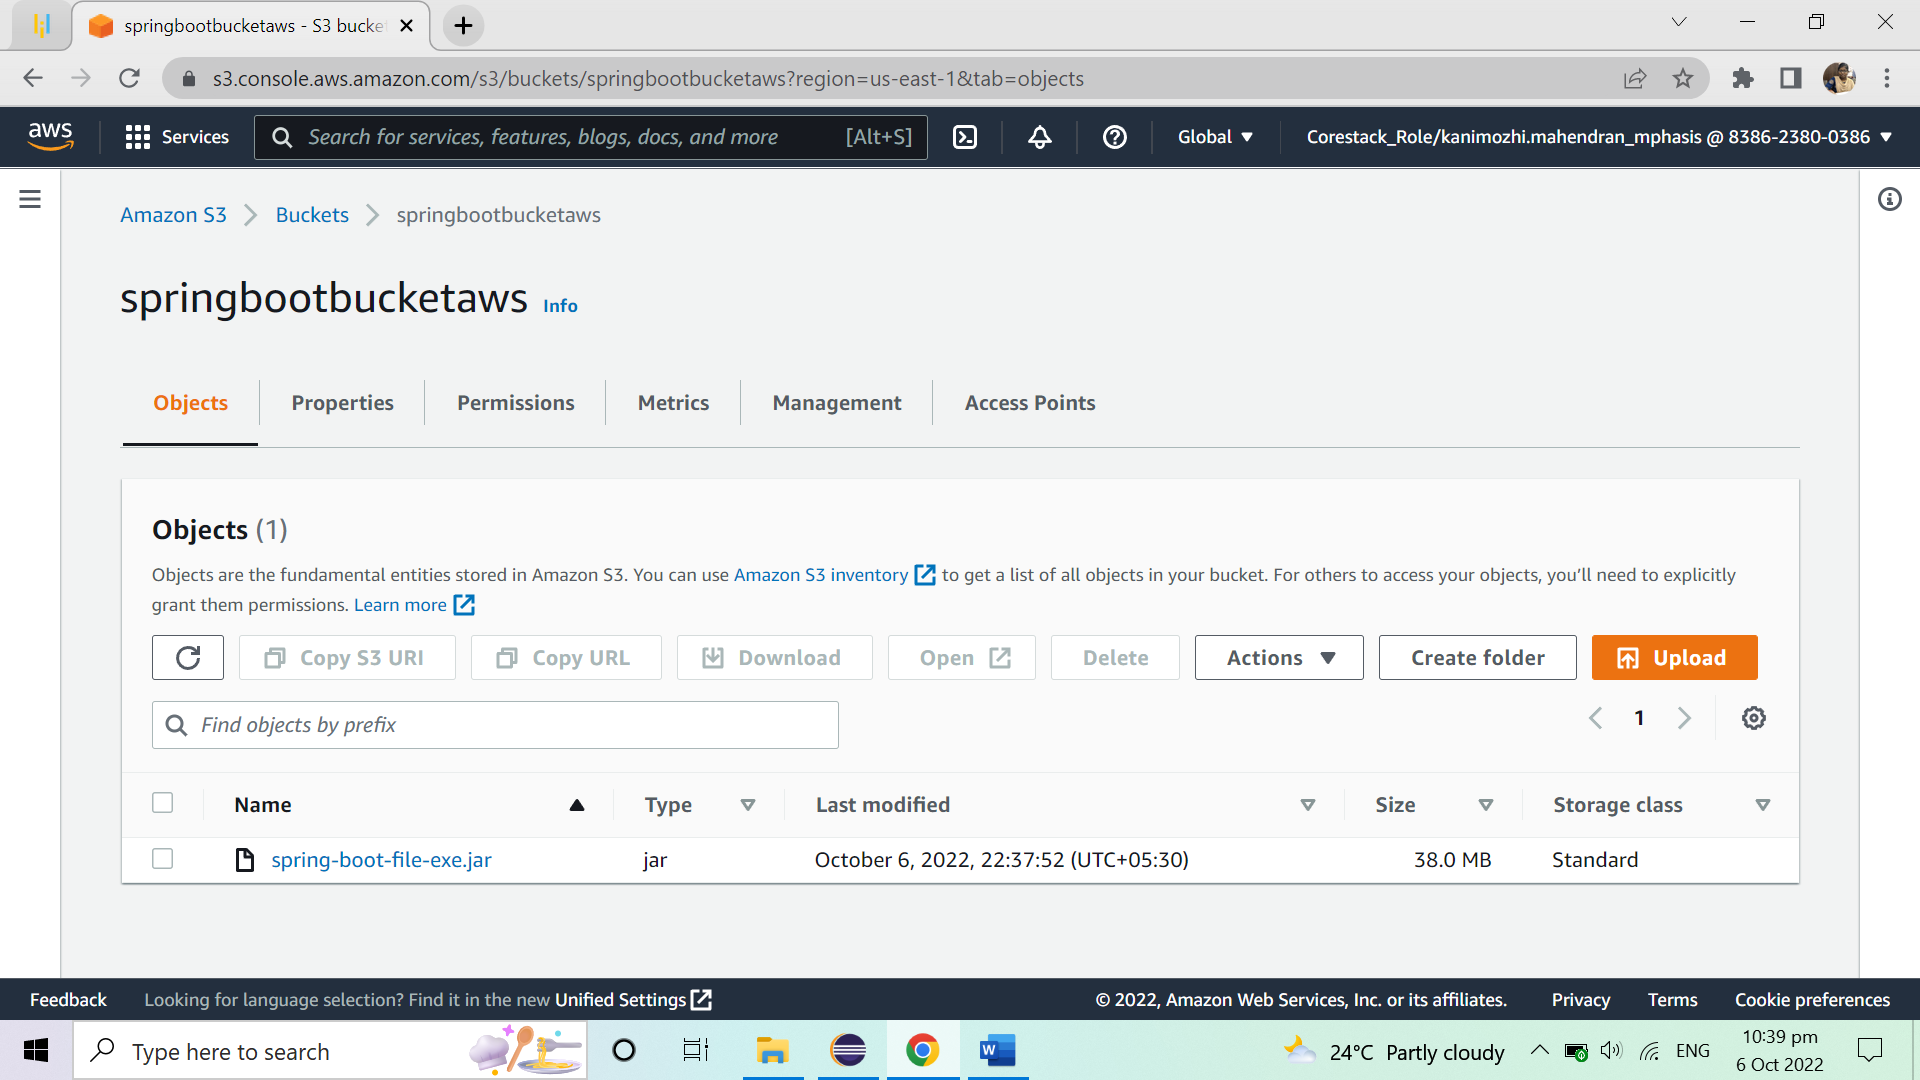 springbootbucketaws - S3 bucke
s3.console.aws.amazon.com/s3/buckets/springbootbucketaws?region=us-east-1&tab=objects
aws
Services
Search for services, features, blogs, docs, and more
[Alt+S]
Global
Corestack_Role/kanimozhi.mahendran_mphasis @ 8386-2380-0386
Amazon S3
Buckets
springbootbucketaws
springbootbucketaws Info
Objects
Properties
Permissions
Metrics
Management
Access Points
Objects (1)
Objects are the fundamental entities stored in Amazon S3. You can use Amazon S3 inventory to get a list of all objects in your bucket. For others to access your objects, you'll need to explicitly
grant them permissions. Learn more
Copy S3 URI
Copy URL
Download
Open
Delete
Actions
Create folder
Upload
Find objects by prefix
1
Name
Type
Last modified
Size
Storage class
spring-boot-file-exe.jar
jar
October 6, 2022, 22:37:52 (UTC+05:30)
38.0 MB
Standard
Feedback
Looking for language selection? Find it in the new Unified Settings
© 2022, Amazon Web Services, Inc. or its affiliates.
Privacy
Terms
Cookie preferences
Type here to search
W
24°C Partly cloudy
ENG
10:39 pm
6 Oct 2022